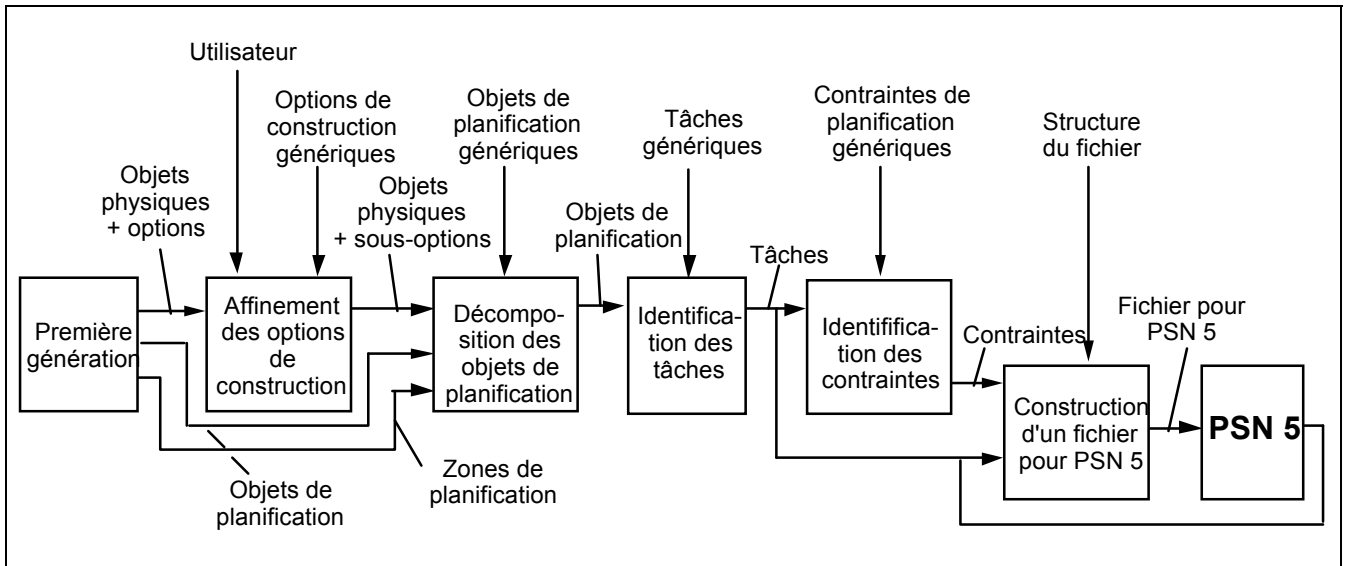 Utilisateur
Options de
construction
génériques
Objets de
planification
génériques
Tâches
génériques
Contraintes de
planification
génériques
Structure
du fichier
Objets
physiques
+ options
Objets
physiques
+ sous-options
Objets de
planification
Tâches
Première
génération
Affinement
des options
de
construction
Décompo-
sition des
objets de
planification
Identifica-
tion des
tâches
Identififica-
tion des
contraintes
Contraintes
Fichier pour
PSN 5
Construction
d'un fichier
pour PSN 5
PSN 5
Objets de
planification
Zones de
planification